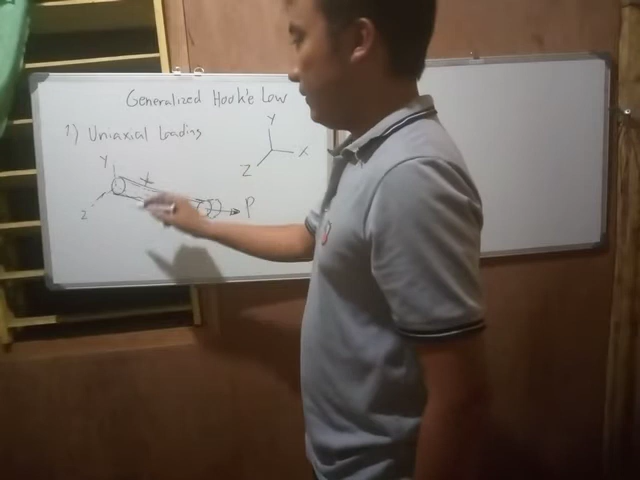 Generalized Hook'e Low
1) Uniaxial Loading
Y
X
Z
Y
X
Z
P